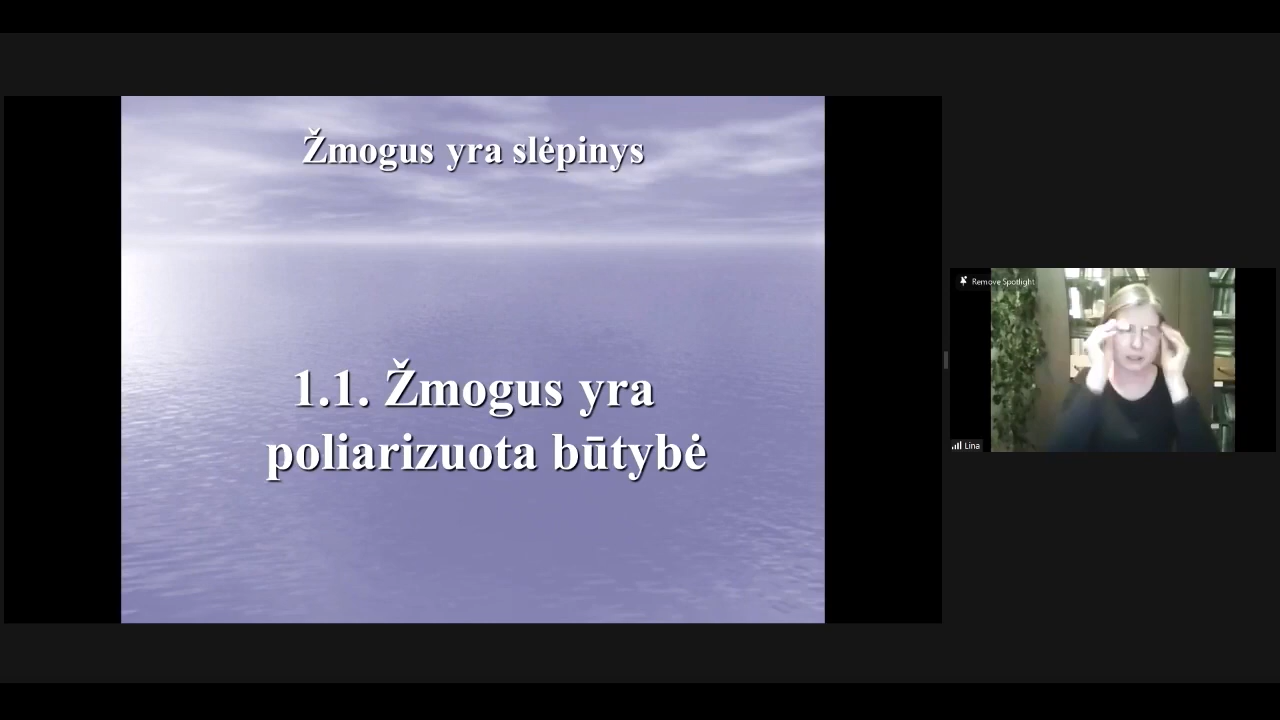 Žmogus yra slėpinys
1.1. Žmogus yra
poliarizuota būtybė
Remove Spotlight
Lina